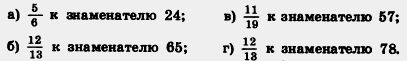 а) 5/6 к знаменателю 24; в) 11/19 к знаменателю 57;
б) 12/13 к знаменателю 65; г) 12/13 к знаменателю 78.